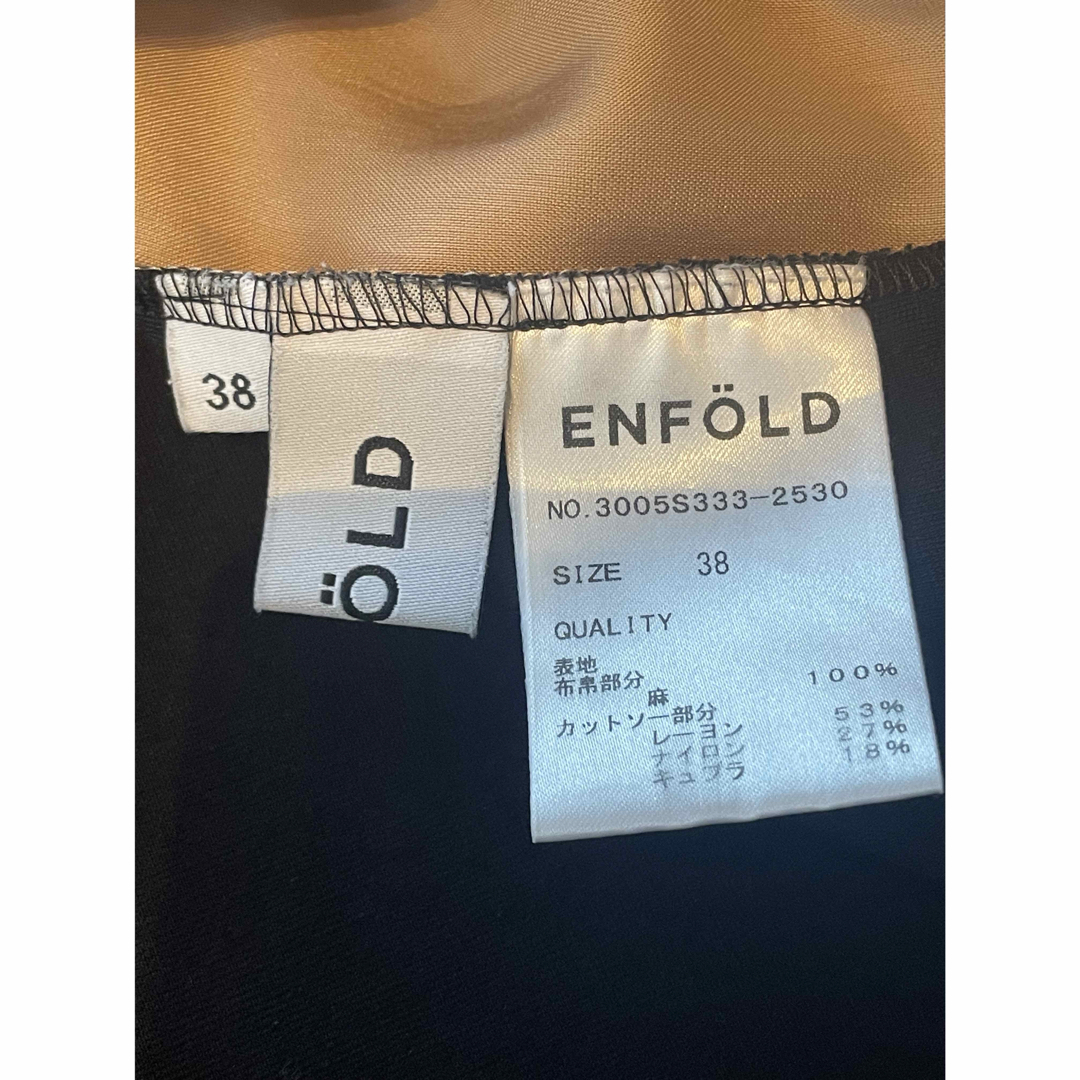 38
ÖLD
ENFÖLD
NO.3005S333-2530
SIZE 38
QUALITY
表地
布帛部分
麻 100%
カットソー部分
レーヨン 53%
ナイロン 27%
キュプラ 18%